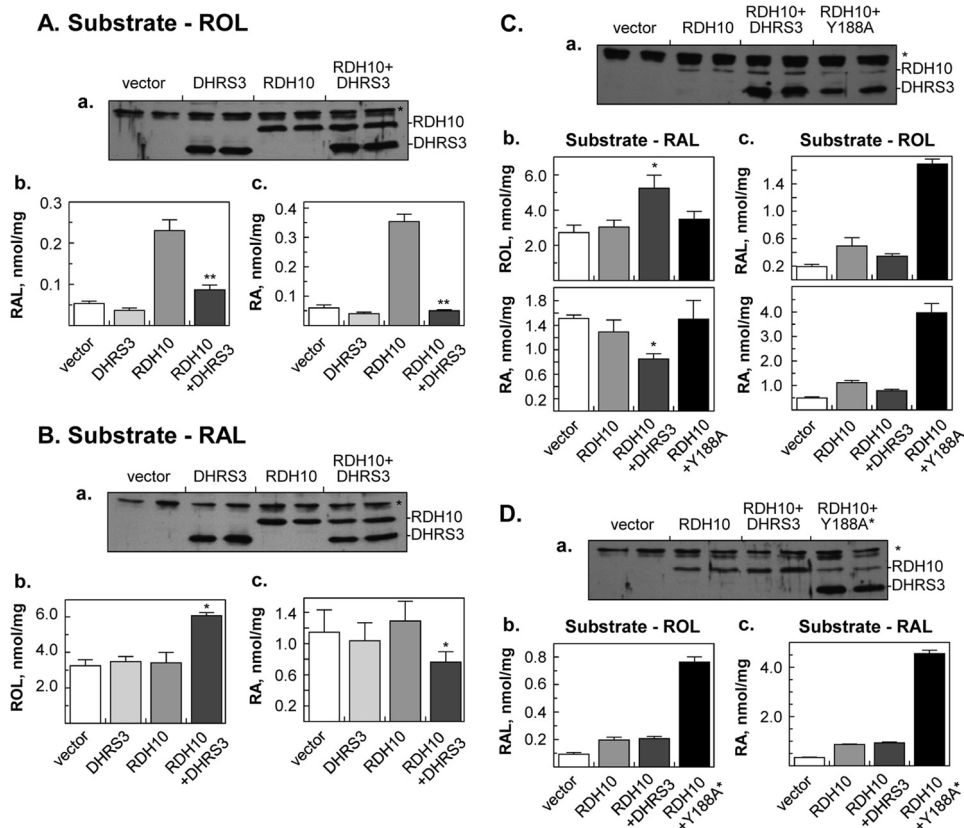 A. Substrate - ROL
vector
DHRS3
RDH10
RDH10+
DHRS3
a.
*
RDH10
DHRS3
b.
RAL, nmol/mg
0.3
0.2
0.1
**
vector
DHRS3
RDH10
RDH10
+DHRS3
c.
RA, nmol/mg
0.4
0.3
0.2
0.1
**
vector
DHRS3
RDH10
RDH10
+DHRS3
B. Substrate - RAL
vector
DHRS3
RDH10
RDH10+
DHRS3
a.
*
RDH10
DHRS3
b.
ROL, nmol/mg
6.0
4.0
2.0
*
vector
DHRS3
RDH10
RDH10
+DHRS3
c.
RA, nmol/mg
1.4
1.0
0.6
0.2
*
vector
DHRS3
RDH10
RDH10
+DHRS3
C.
vector
RDH10
RDH10+
DHRS3
RDH10+
Y188A
a.
*
RDH10
DHRS3
b.
Substrate - RAL
ROL, nmol/mg
6.0
4.0
2.0
*
RA, nmol/mg
1.8
1.4
1.0
0.6
0.2
*
vector
RDH10
RDH10
+DHRS3
RDH10
+Y188A
c.
Substrate - ROL
RAL, nmol/mg
1.4
1.0
0.6
0.2
RA, nmol/mg
4.0
3.0
2.0
1.0
vector
RDH10
RDH10
+DHRS3
RDH10
+Y188A
D.
vector
RDH10
RDH10+
DHRS3
RDH10+
Y188A*
a.
*
RDH10
DHRS3
b.
Substrate - ROL
RAL, nmol/mg
0.8
0.6
0.4
0.2
vector
RDH10
RDH10
+DHRS3
RDH10
+Y188A*
c.
Substrate - RAL
RA, nmol/mg
4.0
2.0
1.0
vector
RDH10
RDH10
+DHRS3
RDH10
+Y188A*